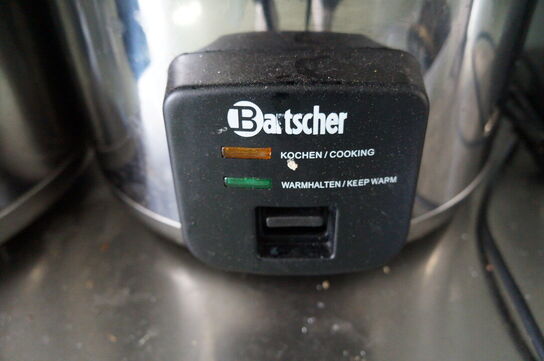 Bartscher
KOCHEN / COOKING
WARMHALTEN / KEEP WARM